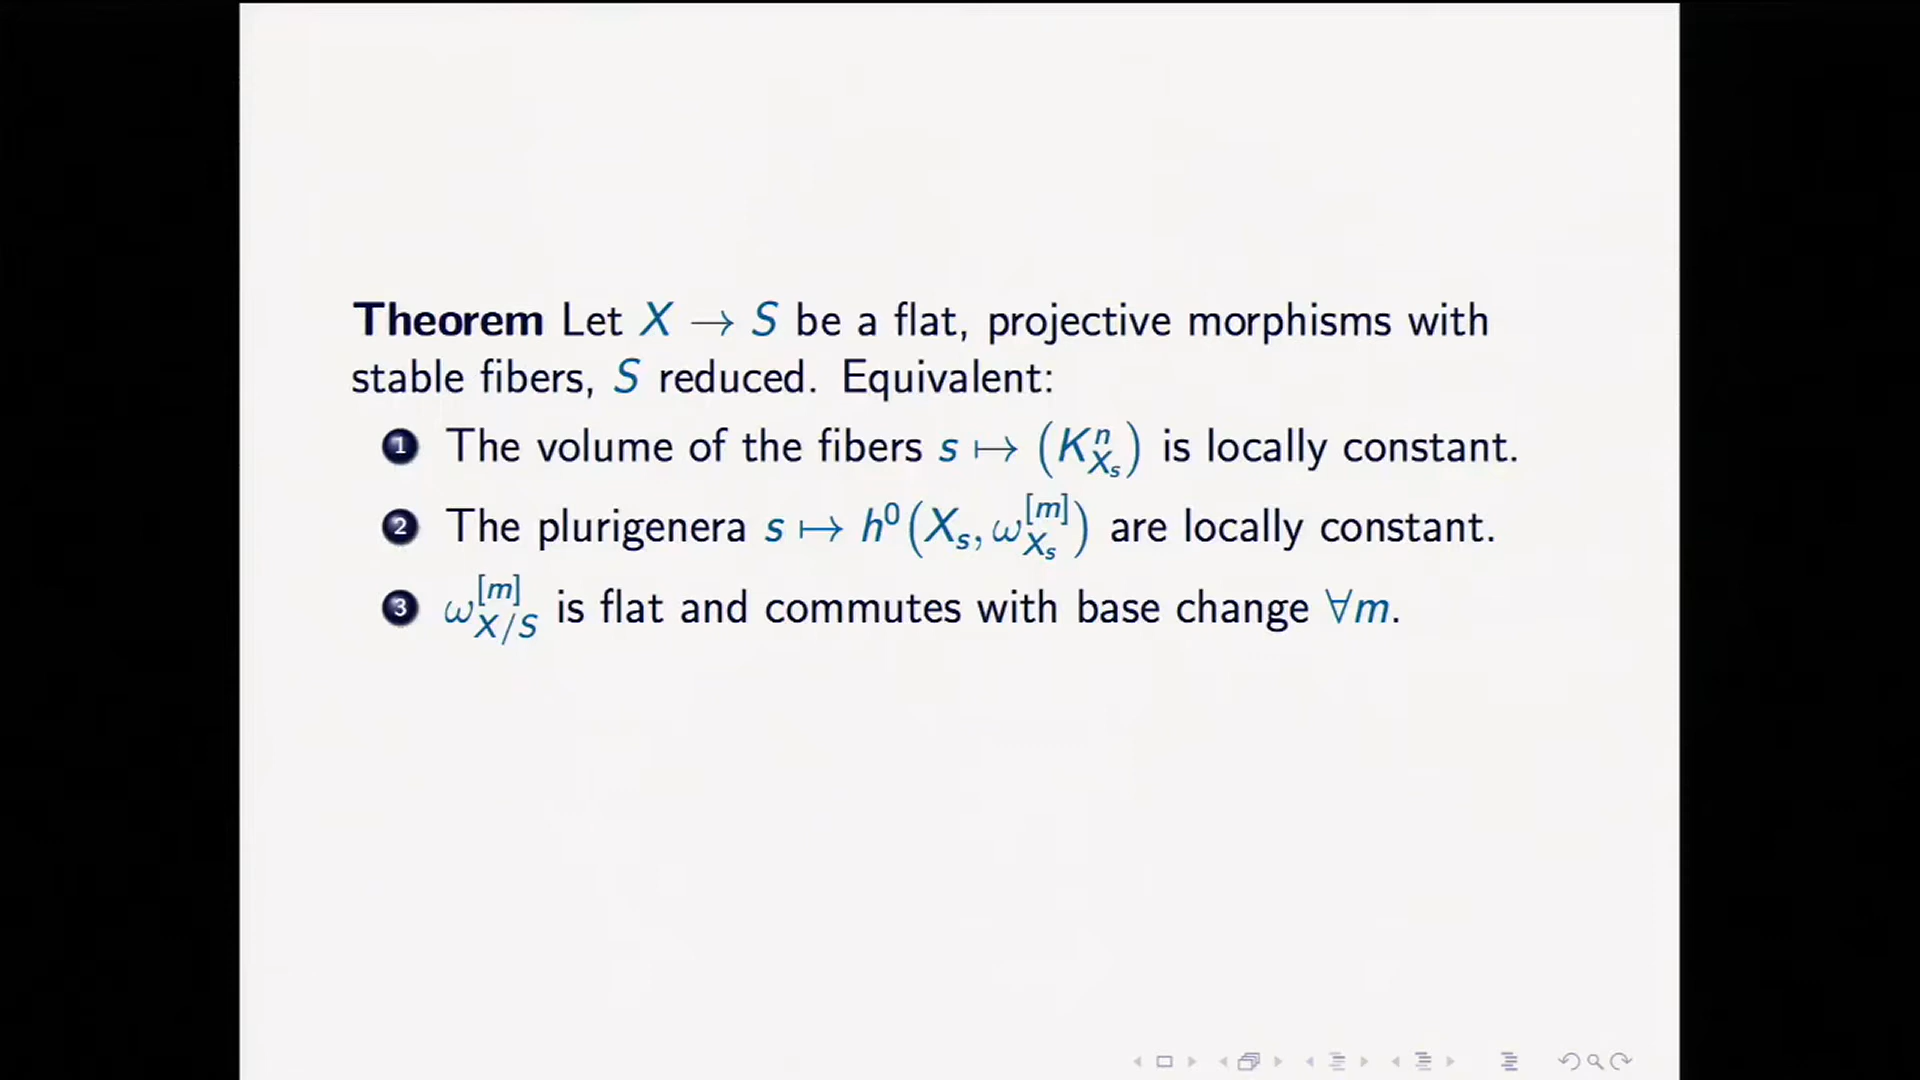 Theorem Let X → S be a flat, projective morphisms with
stable fibers, S reduced. Equivalent:
1 The volume of the fibers s ↦ (K^n_{X_s}) is locally constant.
2 The plurigenera s ↦ h^0(X_s, ω^{[m]}_{X_s}) are locally constant.
3 ω^{[m]}_{X/S} is flat and commutes with base change ∀m.